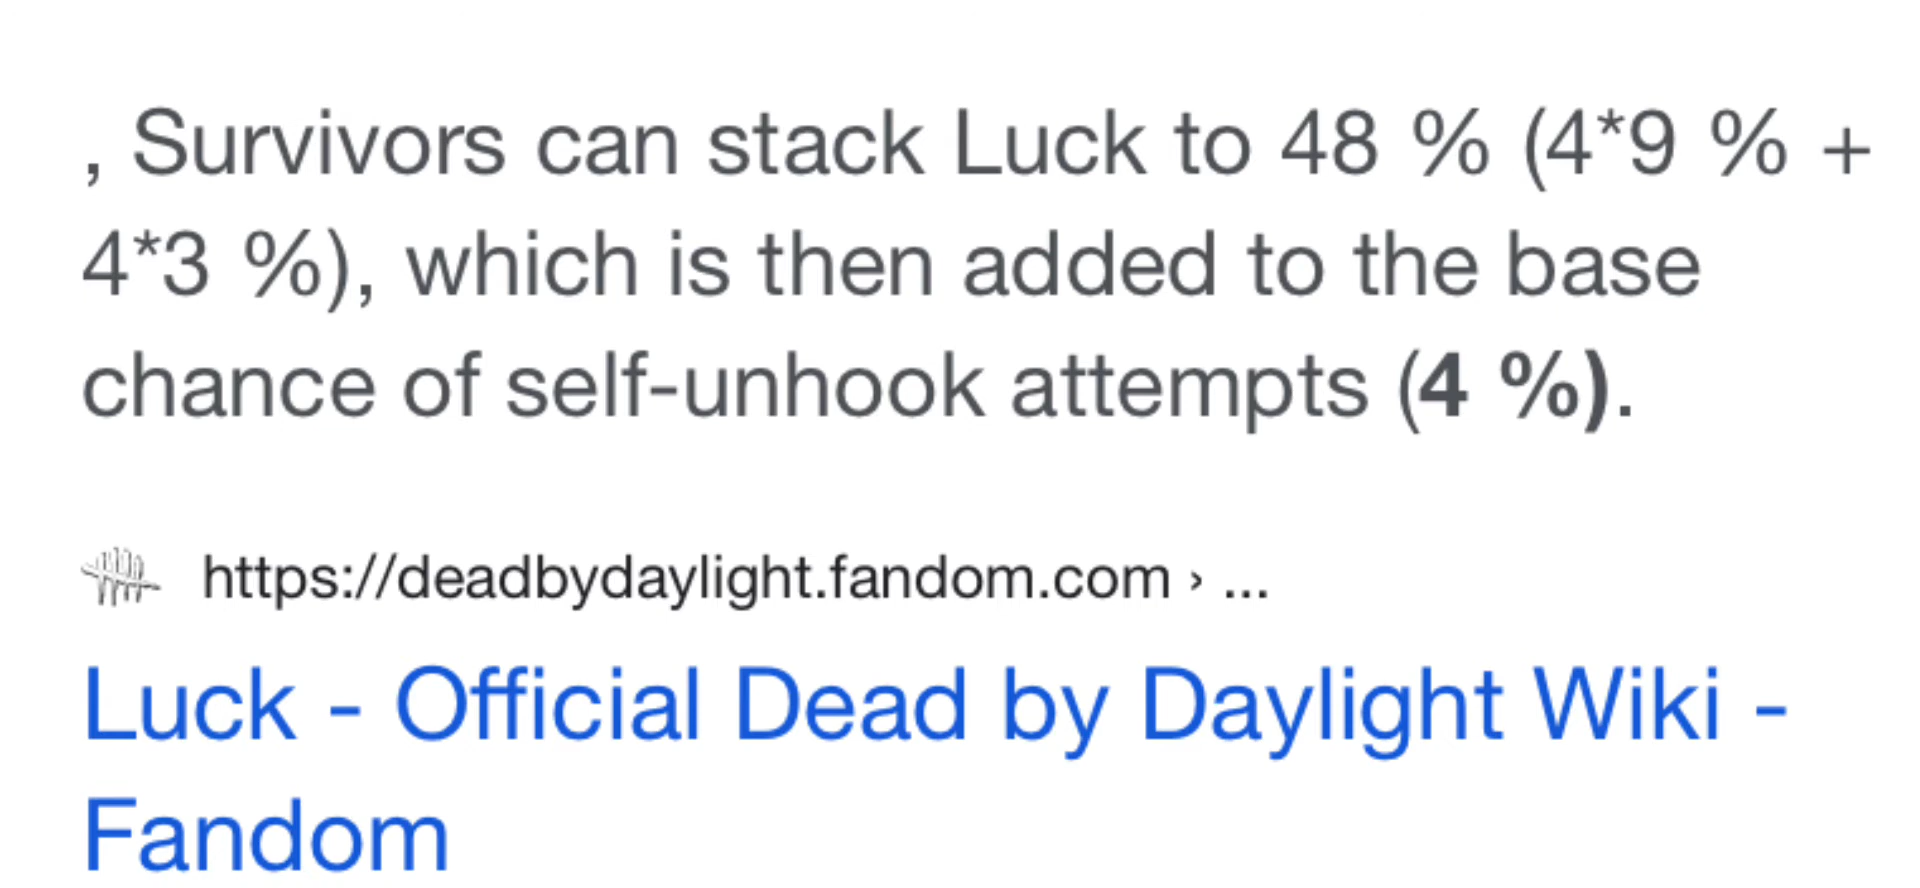 , Survivors can stack Luck to 48 % (4*9 % +
4*3 %), which is then added to the base
chance of self-unhook attempts (4 %).
https://deadbydaylight.fandom.com › ...
Luck - Official Dead by Daylight Wiki -
Fandom